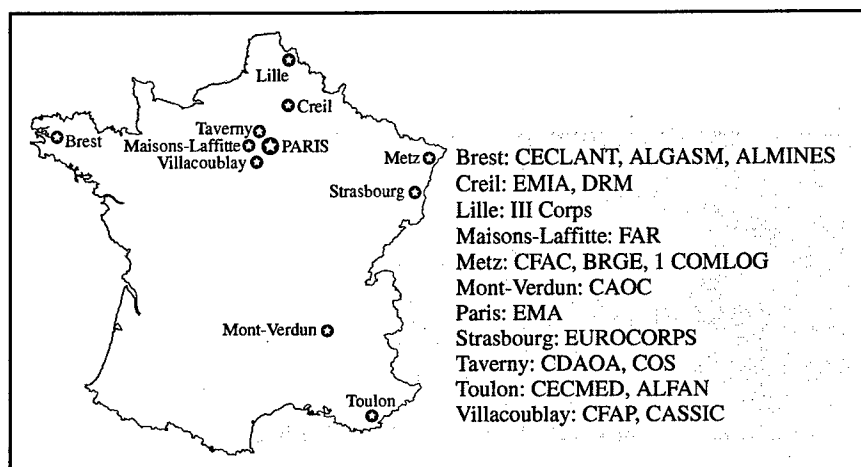 Lille
Creil
Taverny
Brest
Maisons-Laffitte
PARIS
Villacoublay
Metz
Strasbourg
Mont-Verdun
Toulon
Brest: CECLANT, ALGASM, ALMINES
Creil: EMIA, DRM
Lille: III Corps
Maisons-Laffitte: FAR
Metz: CFAC, BRGE, 1 COMLOG
Mont-Verdun: CAOC
Paris: EMA
Strasbourg: EUROCORPS
Taverny: CDAOA, COS
Toulon: CECMED, ALFAN
Villacoublay: CFAP, CASSIC